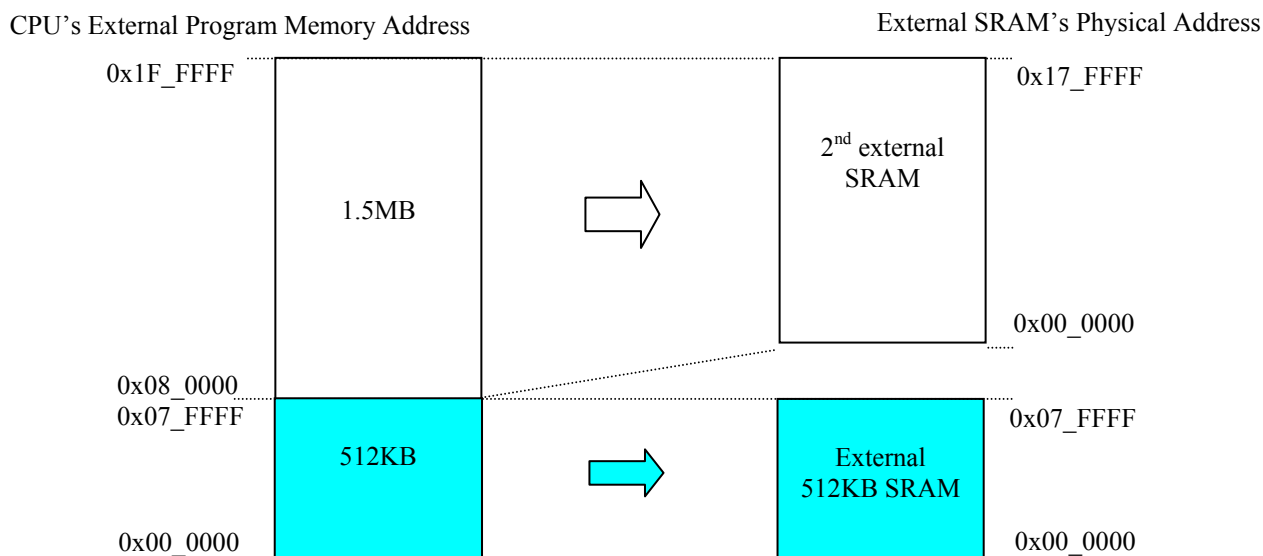 CPU’s External Program Memory Address
External SRAM’s Physical Address
0x1F_FFFF
0x17_FFFF
2nd external
SRAM
1.5MB
0x00_0000
0x08_0000
0x07_FFFF
0x07_FFFF
512KB
External
512KB SRAM
0x00_0000
0x00_0000